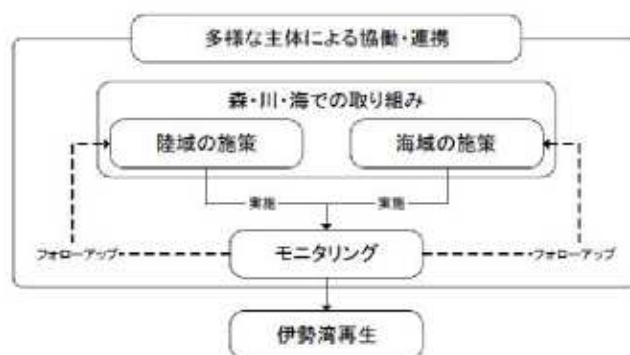 多様な主体による協働・連携
森・川・海での取り組み
陸域の施策
海域の施策
実施
実施
フォローアップ
モニタリング
フォローアップ
伊勢湾再生